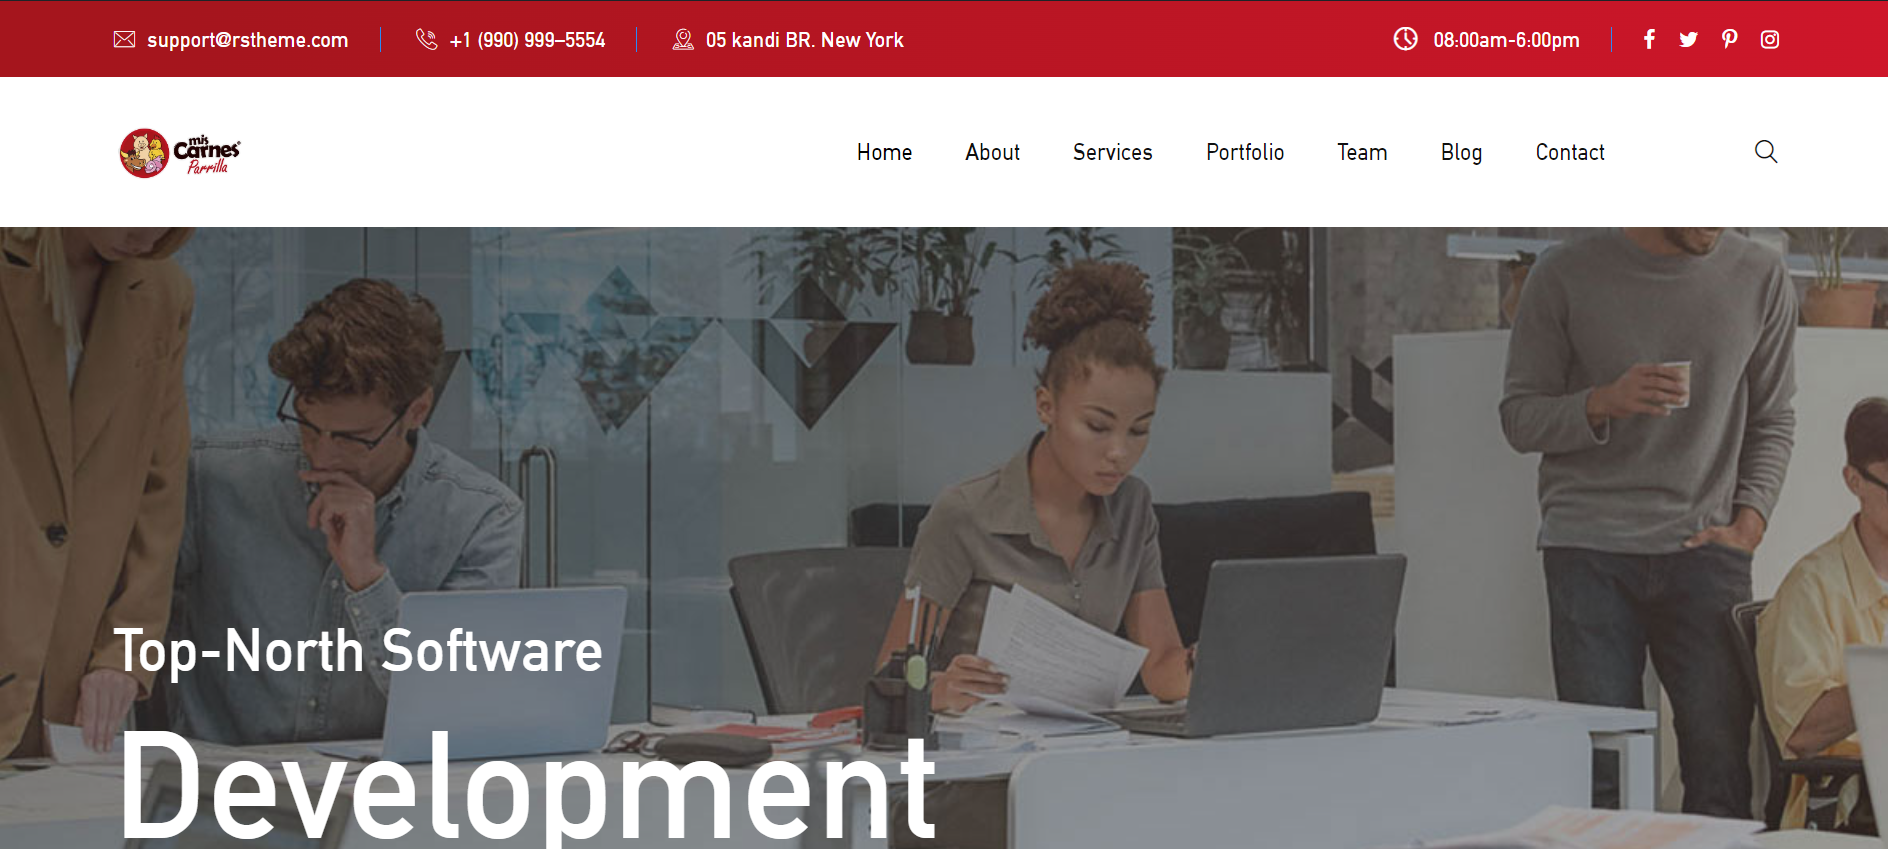 support@rstheme.com
+1 (990) 999–5554
05 kandi BR. New York
08:00am-6:00pm
mis
Carnes®
Parrilla
Home
About
Services
Portfolio
Team
Blog
Contact
Top-North Software
Development